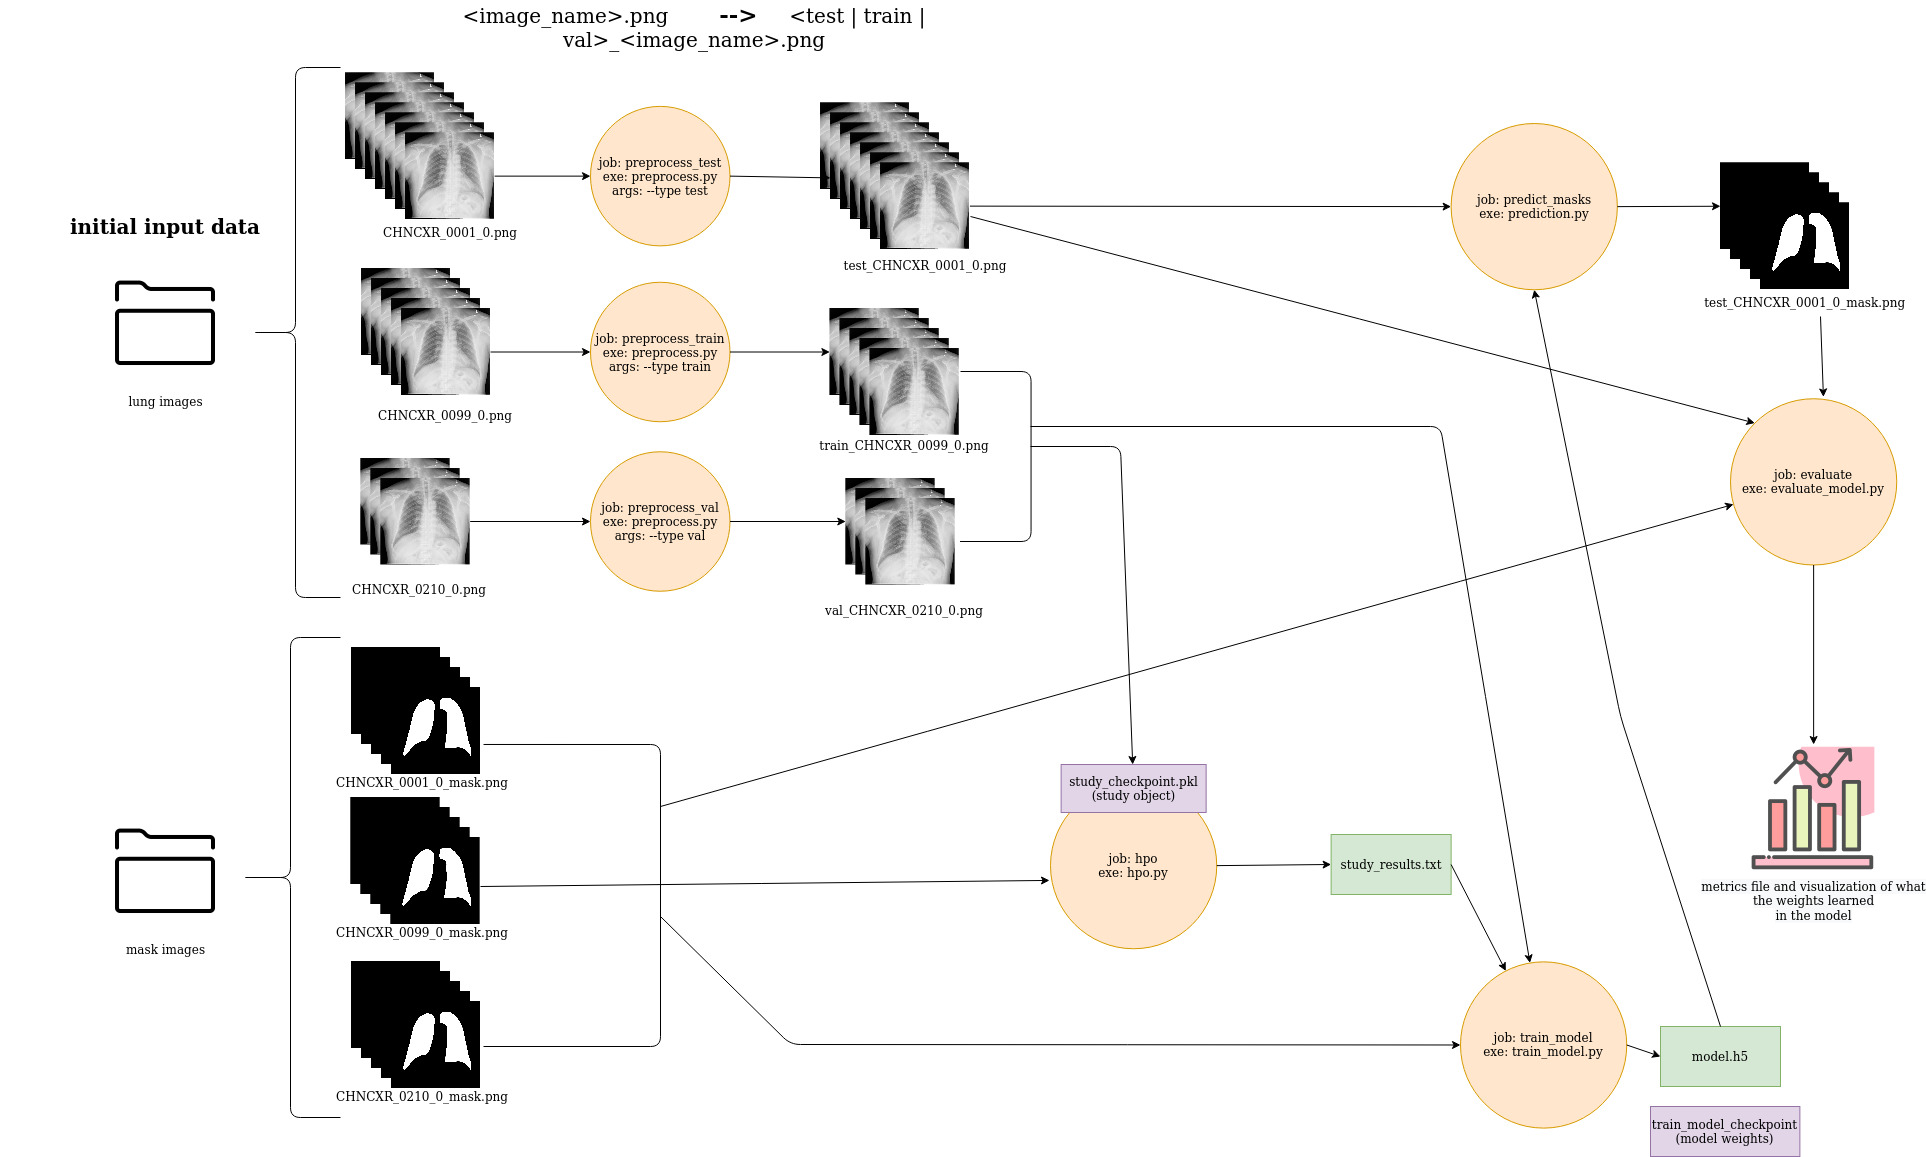 <image_name>.png --> <test | train |
val>_<image_name>.png
initial input data
lung images
CHNCXR_0001_0.png
job: preprocess_test
exe: preprocess.py
args: --type test
test_CHNCXR_0001_0.png
job: predict_masks
exe: prediction.py
test_CHNCXR_0001_0_mask.png
CHNCXR_0099_0.png
job: preprocess_train
exe: preprocess.py
args: --type train
train_CHNCXR_0099_0.png
job: evaluate
exe: evaluate_model.py
CHNCXR_0210_0.png
job: preprocess_val
exe: preprocess.py
args: --type val
val_CHNCXR_0210_0.png
mask images
CHNCXR_0001_0_mask.png
CHNCXR_0099_0_mask.png
CHNCXR_0210_0_mask.png
study_checkpoint.pkl
(study object)
job: hpo
exe: hpo.py
study_results.txt
metrics file and visualization of what
the weights learned
in the model
job: train_model
exe: train_model.py
model.h5
train_model_checkpoint
(model weights)